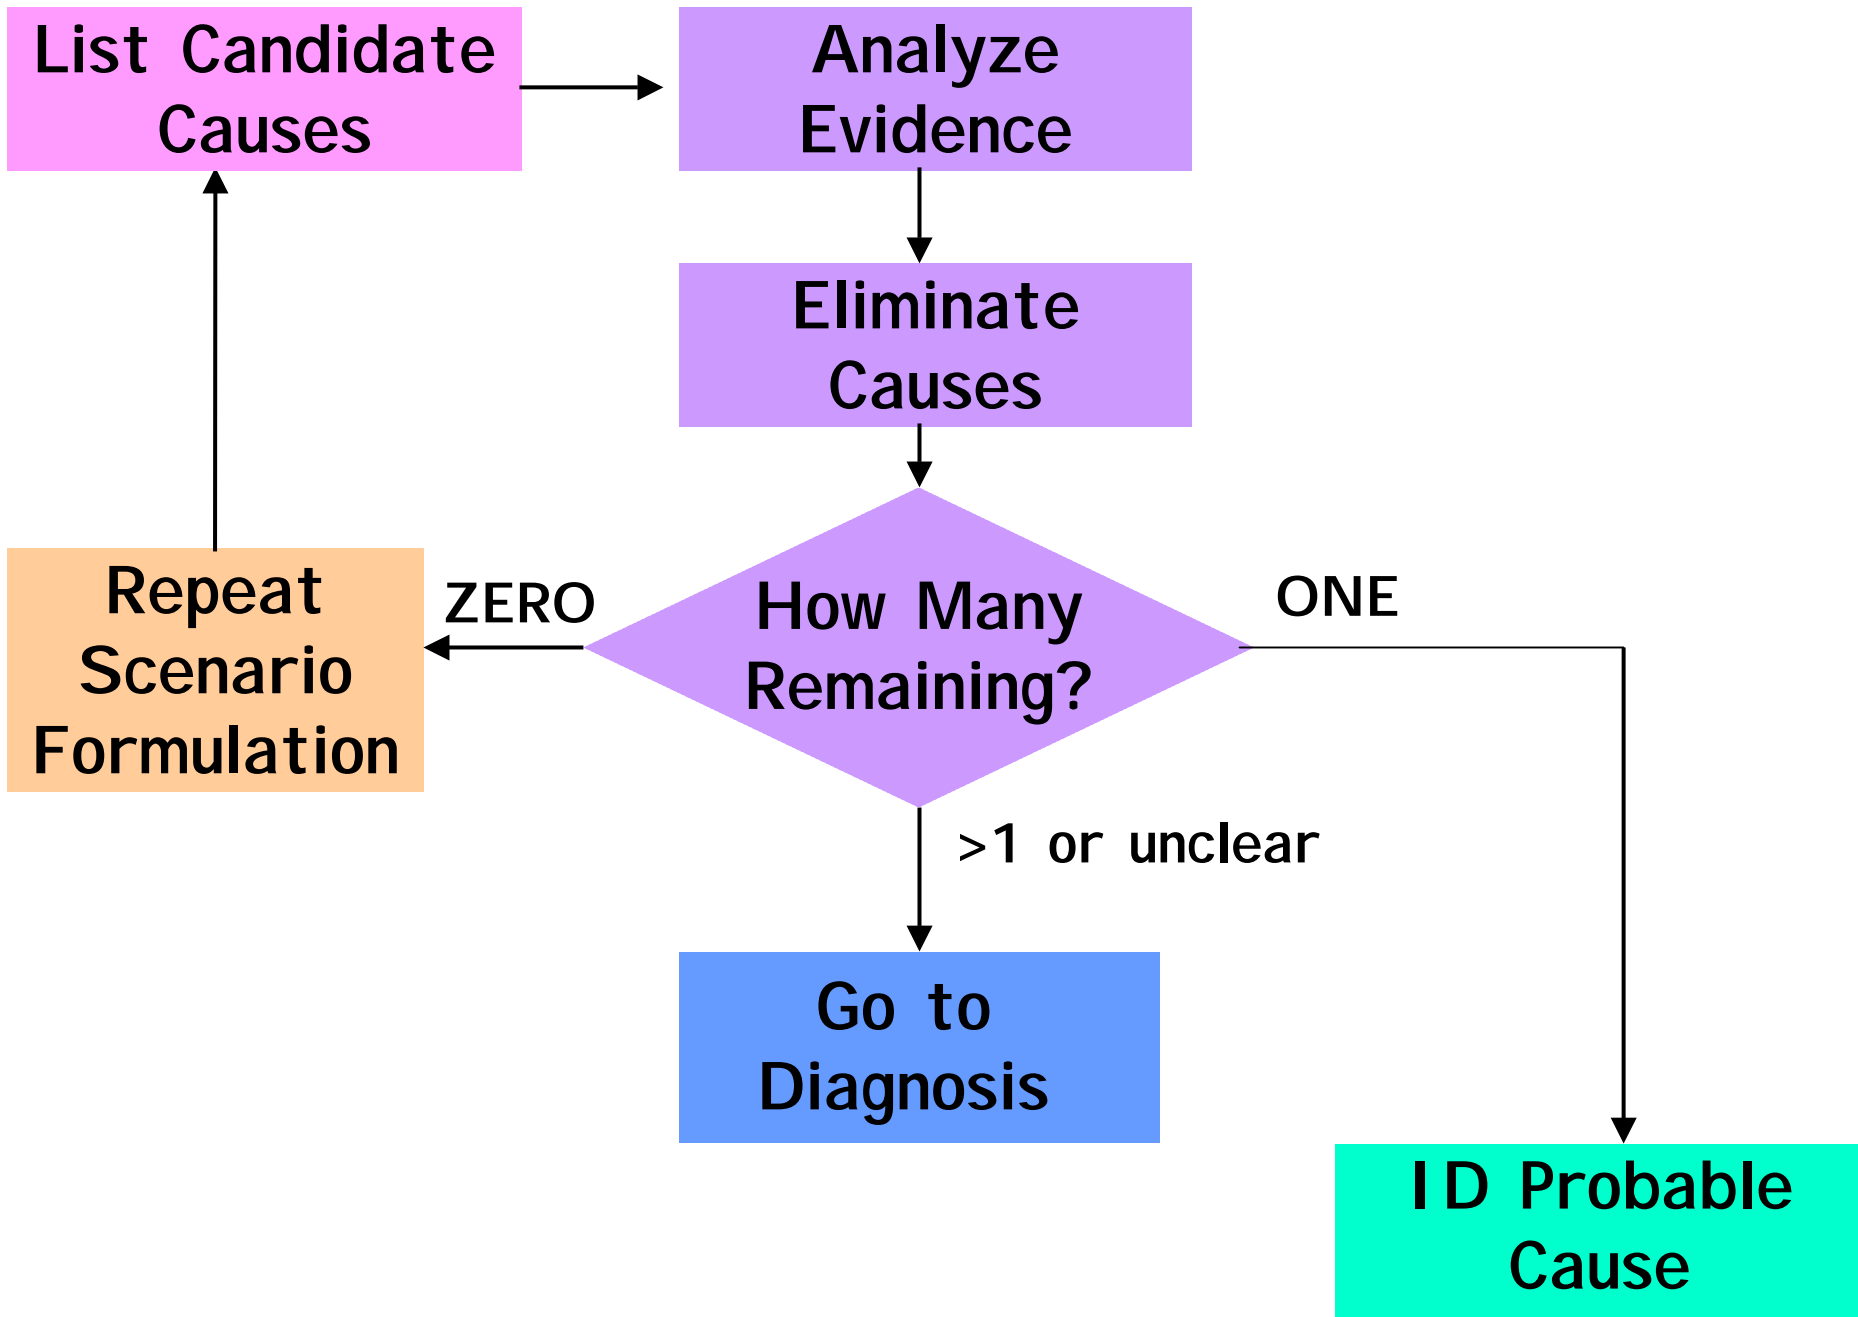 List Candidate
Causes
Analyze
Evidence
Eliminate
Causes
How Many
Remaining?
ZERO
ONE
Repeat
Scenario
Formulation
>1 or unclear
Go to
Diagnosis
ID Probable
Cause